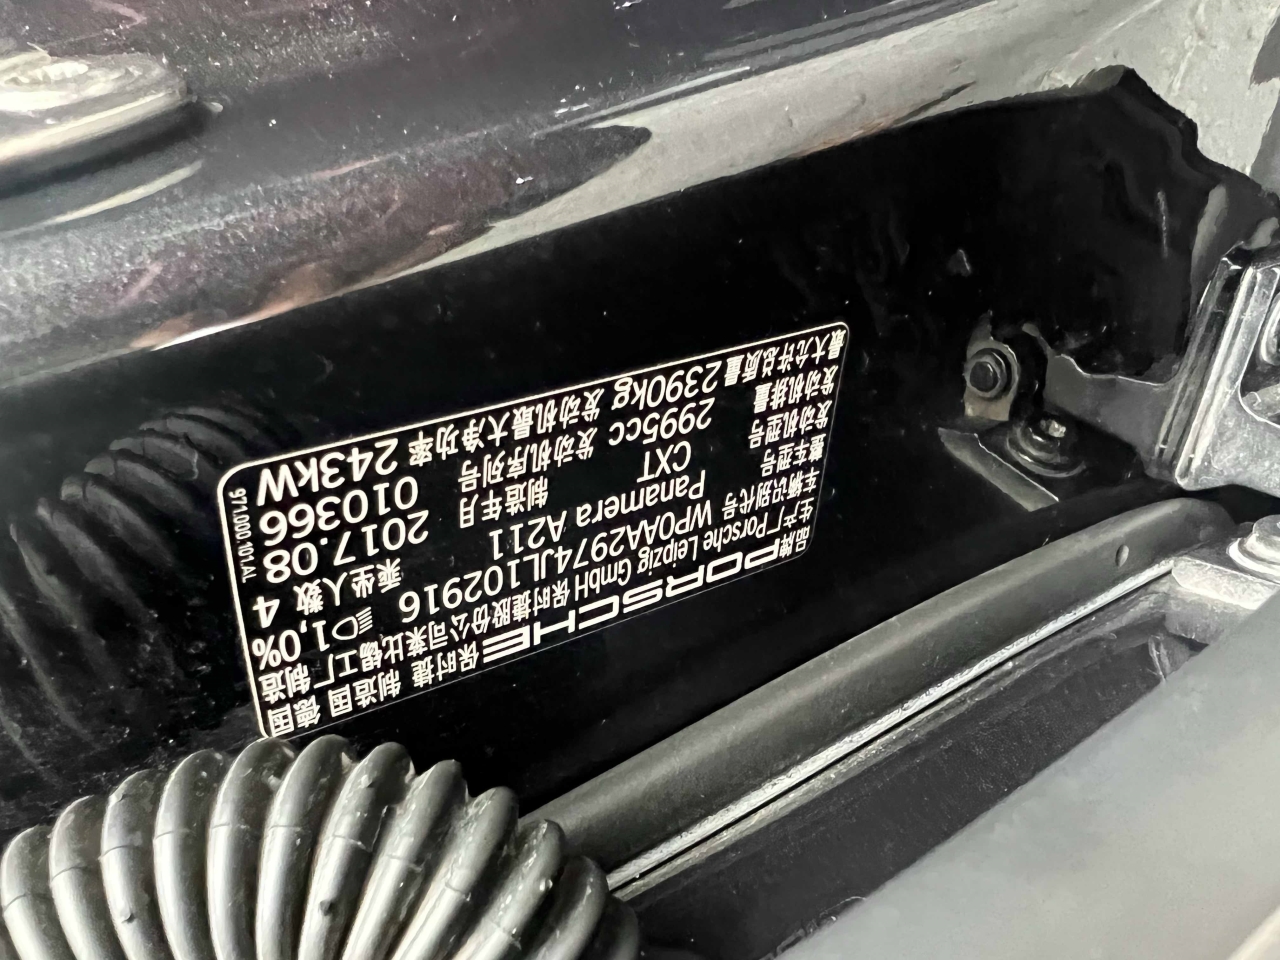 品牌 PORSCHE 保时捷 制造国 德国
生产厂 Porsche Leipzig GmbH 保时捷股份公司莱比锡工厂 制造
车辆识别代号 WP0AA2974JL102916 1,0%
整车型号 Panamera A211 乘坐人数 4
发动机型号 CXT 制造年月 2017.08
发动机排量 2995cc 发动机序列号 010366
最大允许总质量 2390kg 发动机最大净功率 243kW
971.000.101.AL